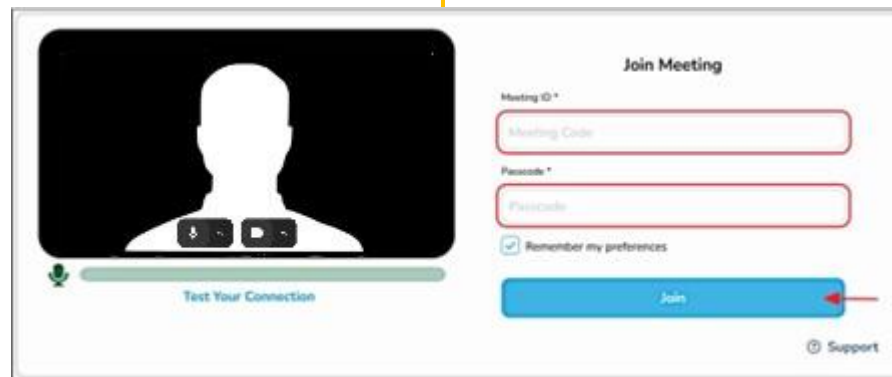 Join Meeting
Meeting ID *
Meeting Code
Passcode *
Passcode
Remember my preferences
Test Your Connection
Join
Support